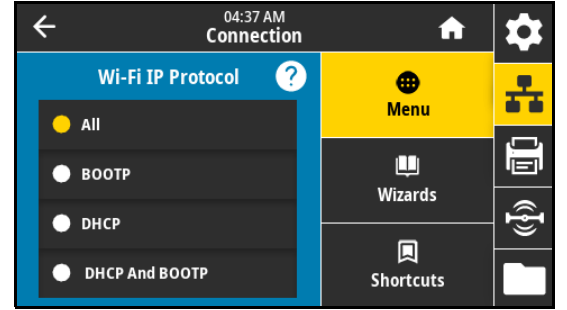 04:37 AM
Connection
Wi-Fi IP Protocol ?
All
BOOTP
DHCP
DHCP And BOOTP
Menu
Wizards
Shortcuts